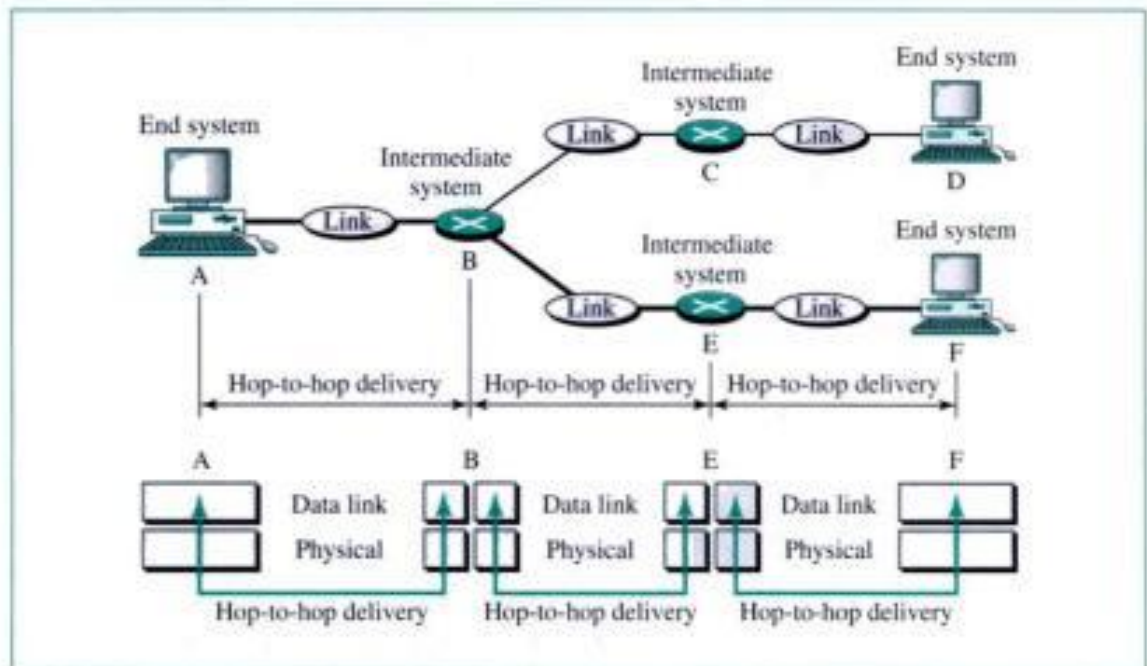 End system
Intermediate
system
End system
Link
Link
C
D
Intermediate
system
Link
B
A
Intermediate
system
End system
Link
Link
E
F
Hop-to-hop delivery
Hop-to-hop delivery
Hop-to-hop delivery
A
B
E
F
Data link
Data link
Data link
Physical
Physical
Physical
Hop-to-hop delivery
Hop-to-hop delivery
Hop-to-hop delivery